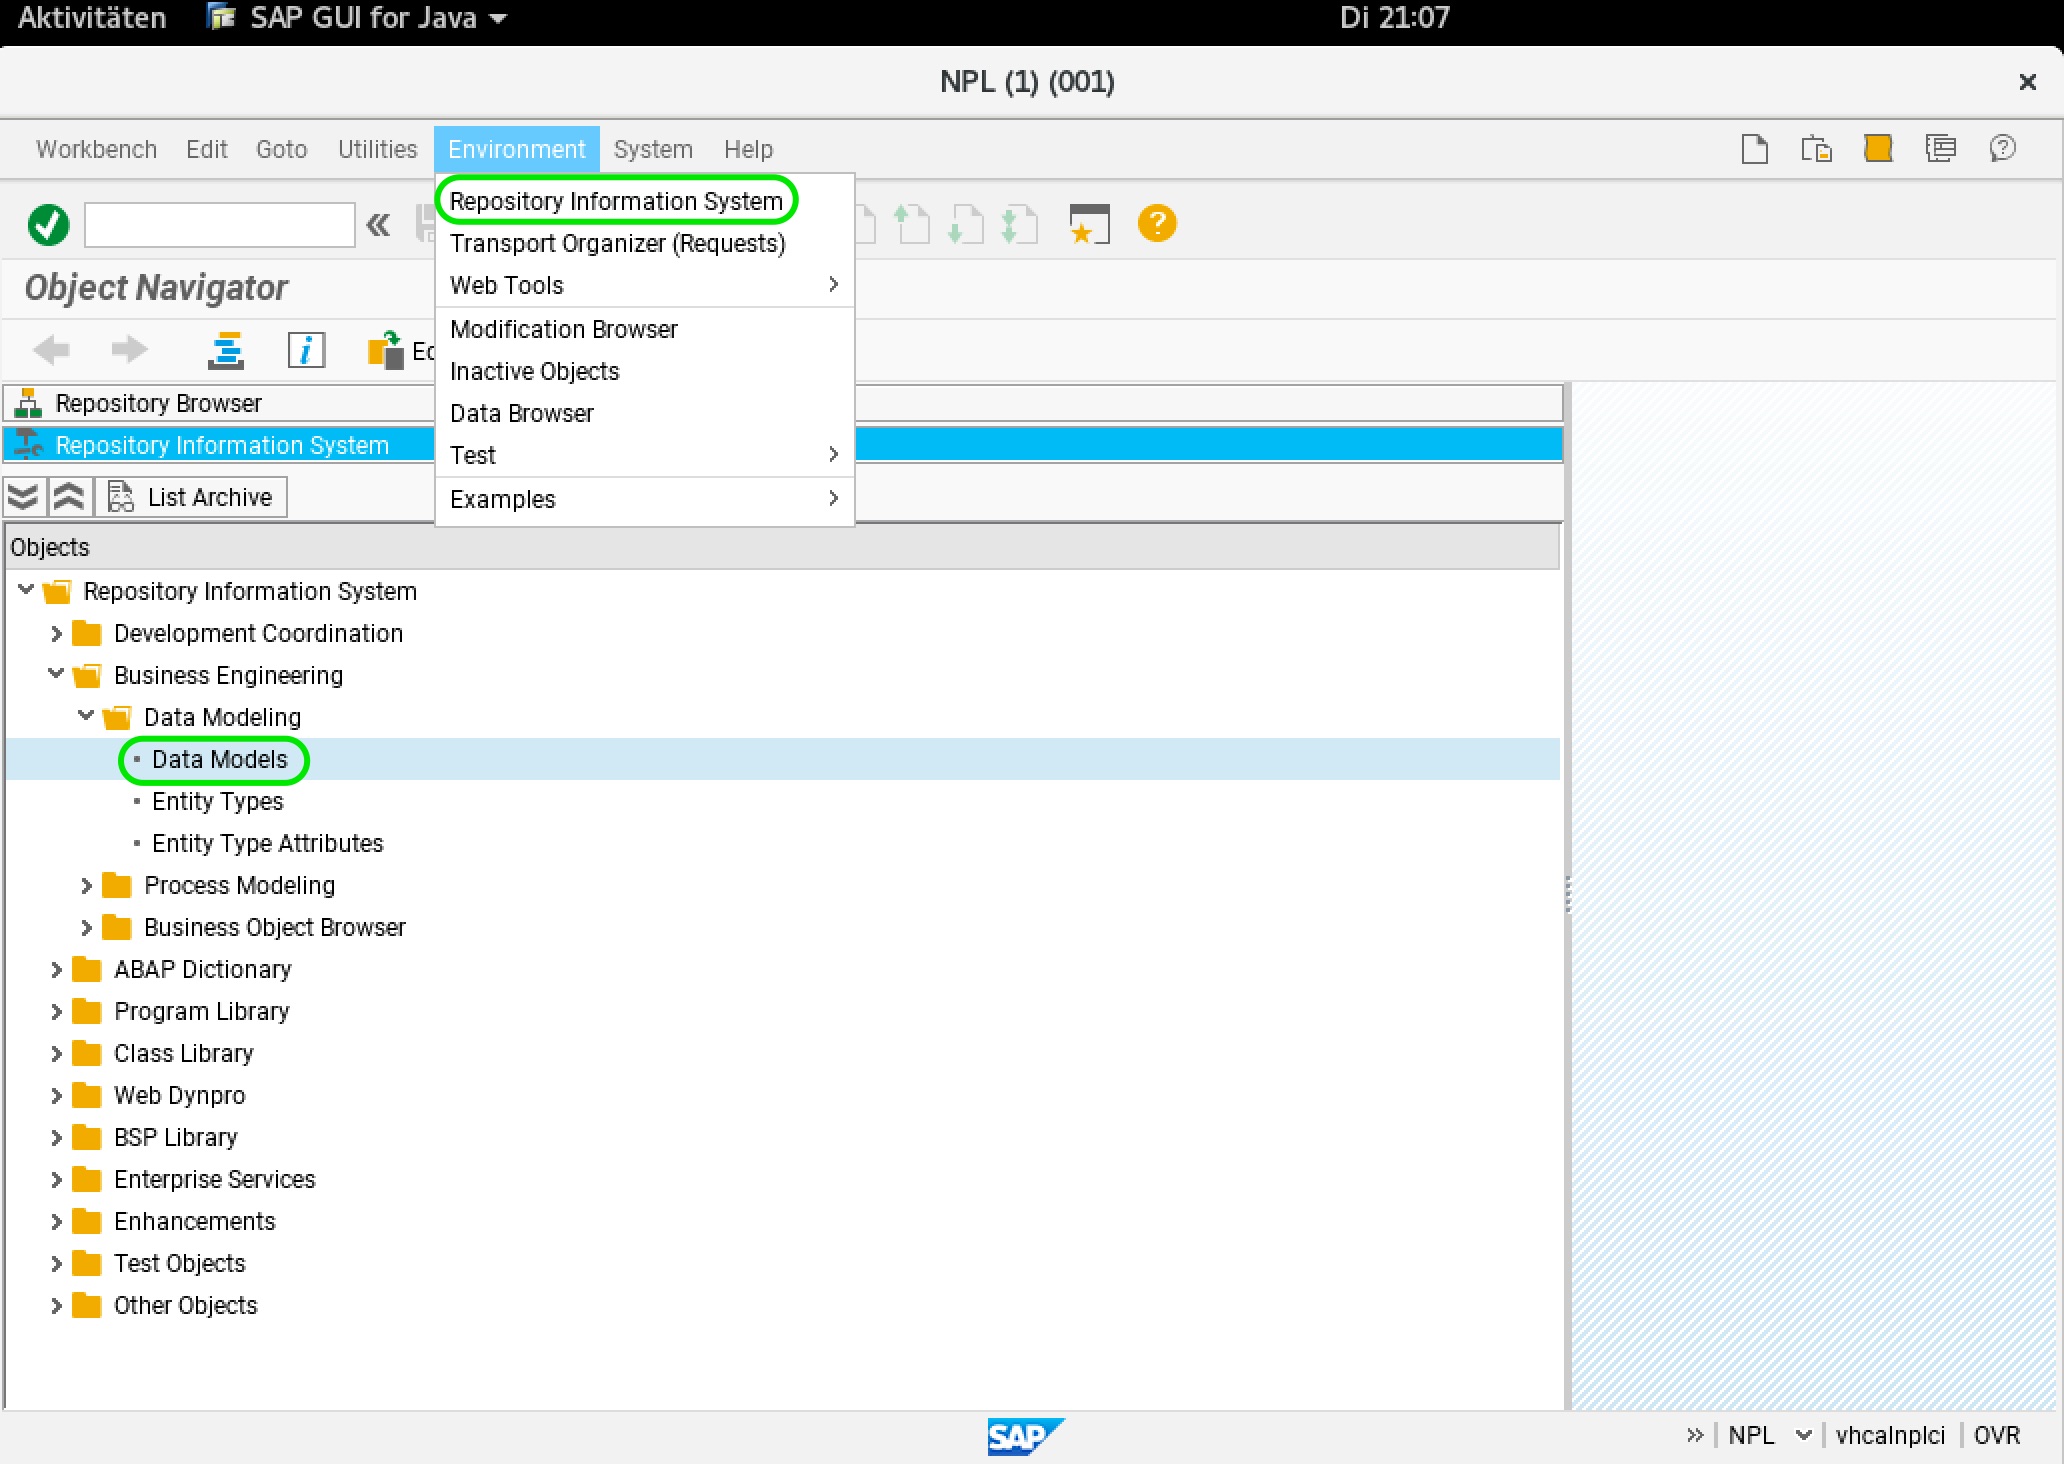 Aktivitäten SAP GUI for Java Di 21:07
NPL (1) (001)
Workbench Edit Goto Utilities Environment System Help
Repository Information System
Transport Organizer (Requests)
Web Tools
Object Navigator
Modification Browser
Inactive Objects
Data Browser
Test
Examples
Repository Browser
Repository Information System
List Archive
Objects
Repository Information System
Development Coordination
Business Engineering
Data Modeling
Data Models
Entity Types
Entity Type Attributes
Process Modeling
Business Object Browser
ABAP Dictionary
Program Library
Class Library
Web Dynpro
BSP Library
Enterprise Services
Enhancements
Test Objects
Other Objects
SAP NPL vhcalnplci OVR